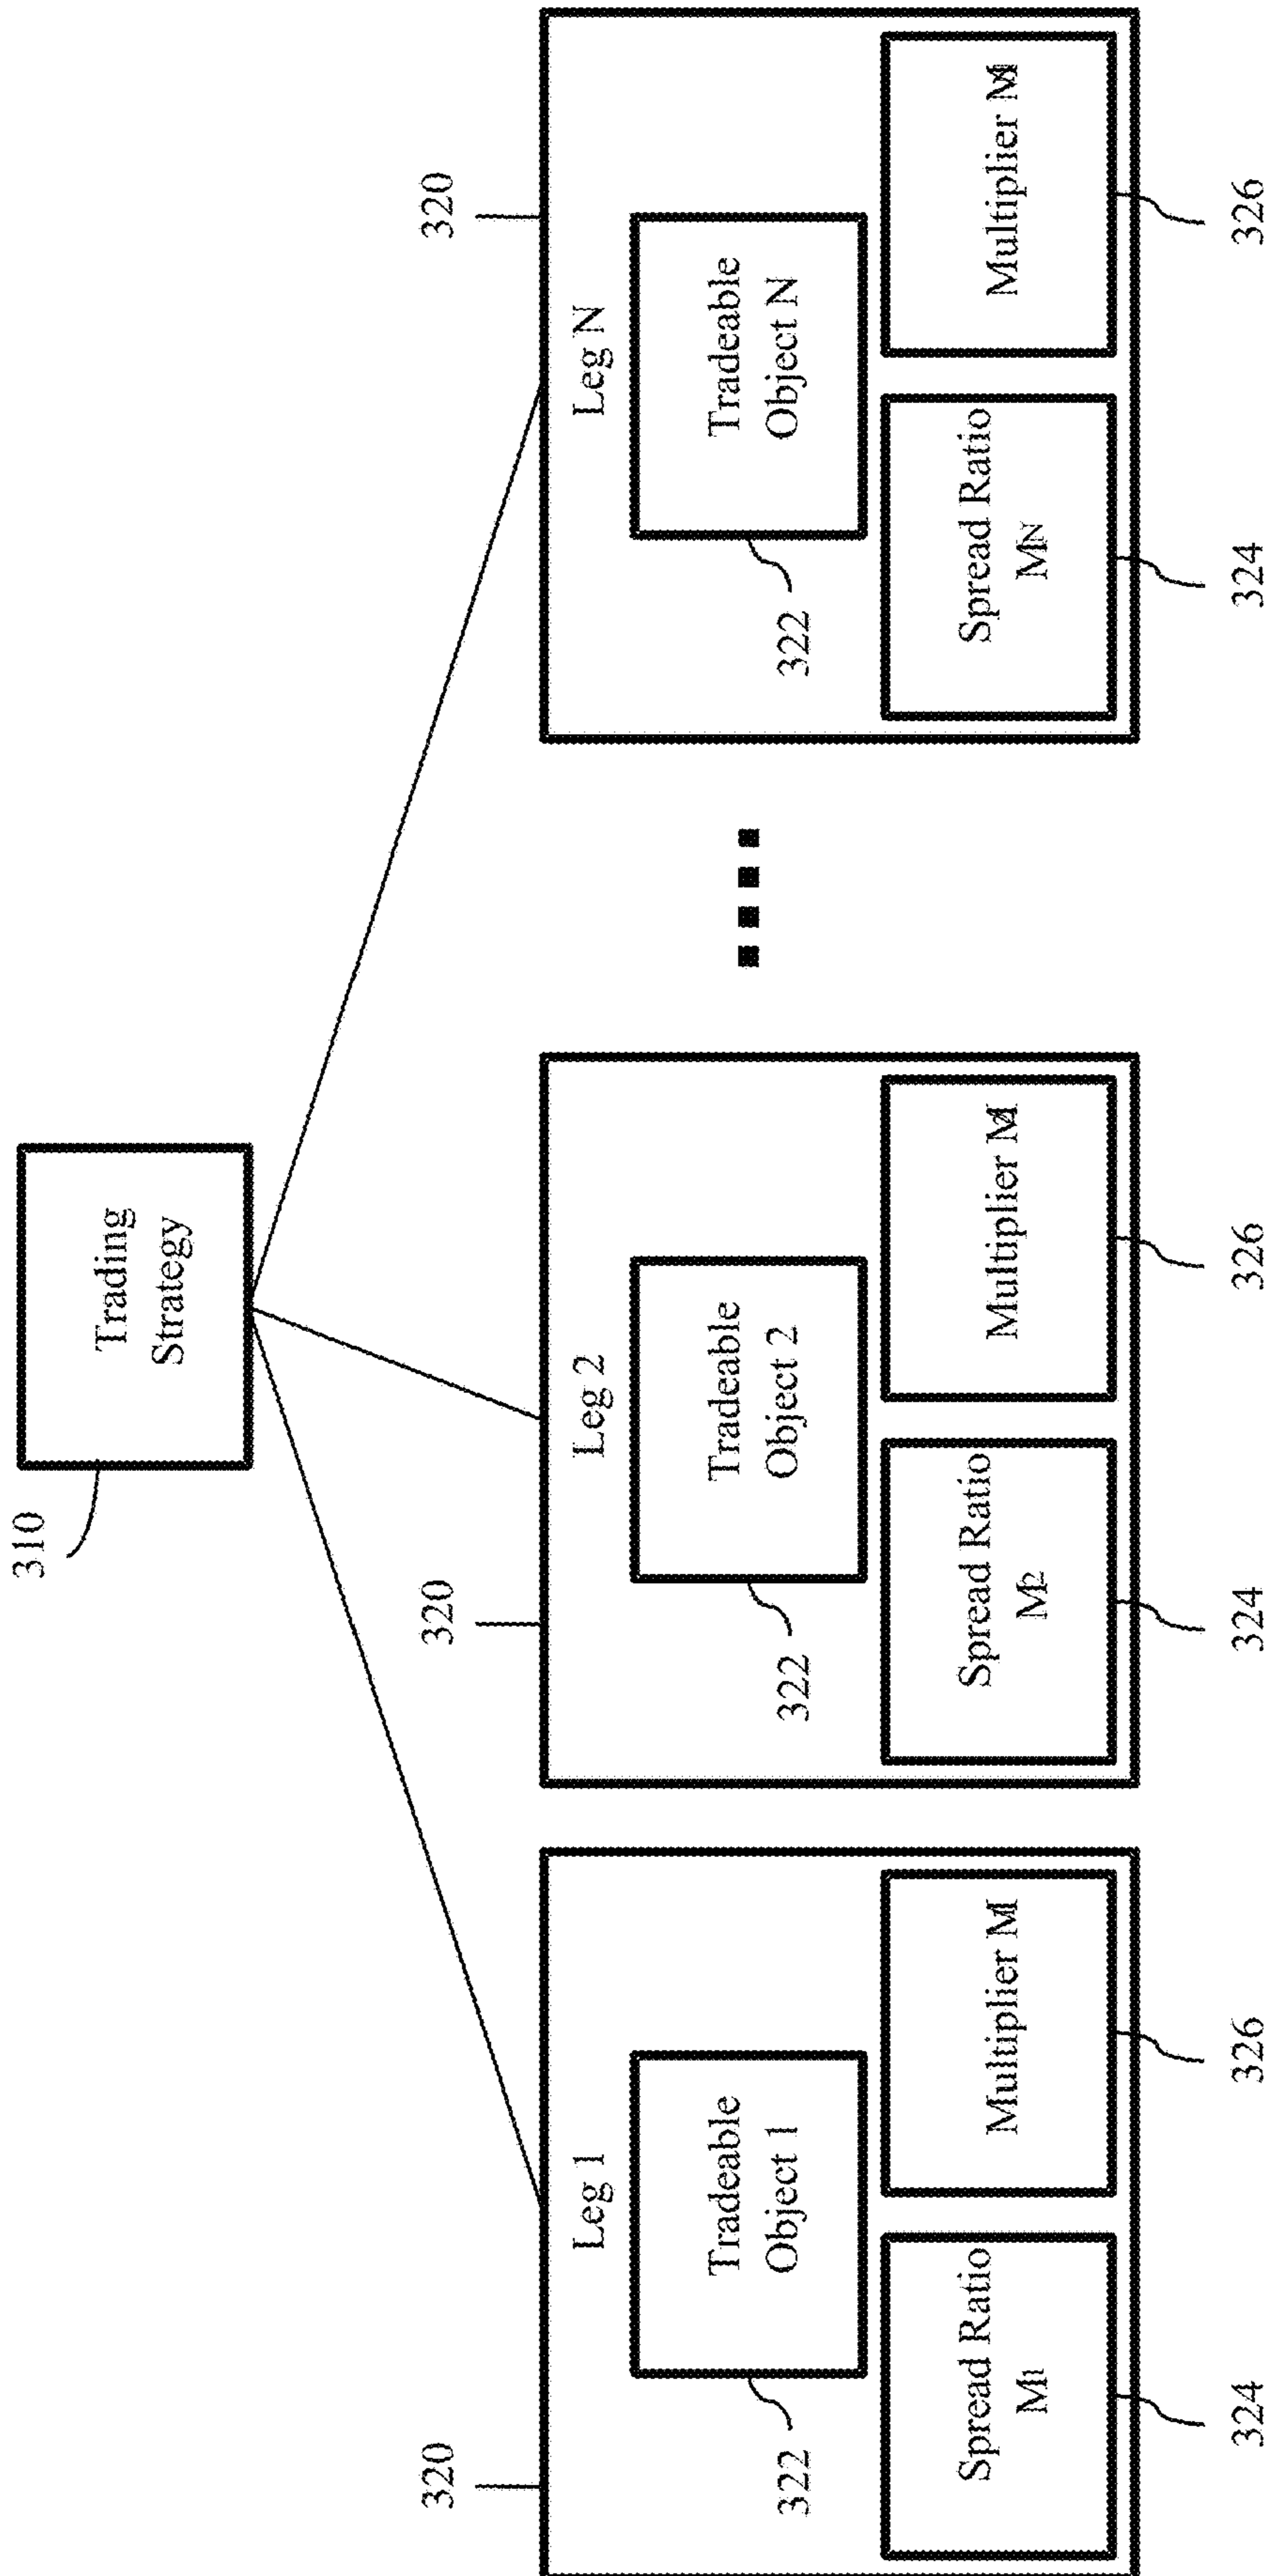 310
Trading
Strategy
320
Leg 1
322
Tradeable
Object 1
Spread Ratio
M₁
324
Multiplier M
326
320
Leg 2
322
Tradeable
Object 2
Spread Ratio
M₂
324
Multiplier M
326
320
Leg N
322
Tradeable
Object N
Spread Ratio
Mɴ
324
Multiplier M
326